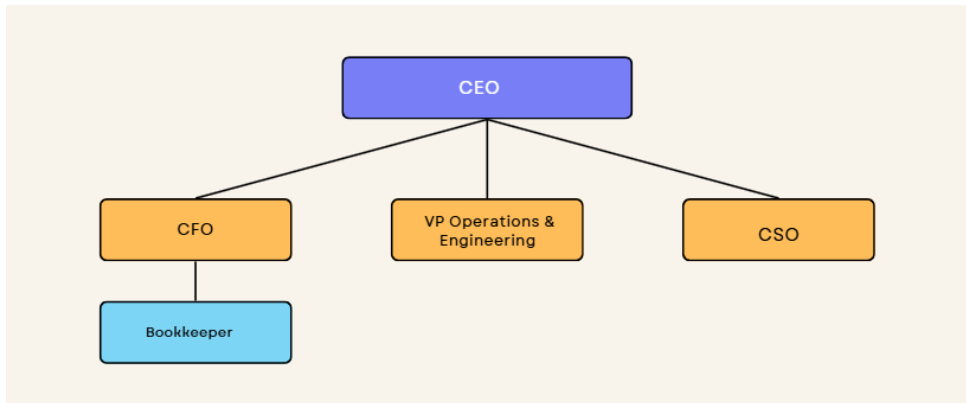 CEO
CFO
VP Operations &
Engineering
CSO
Bookkeeper